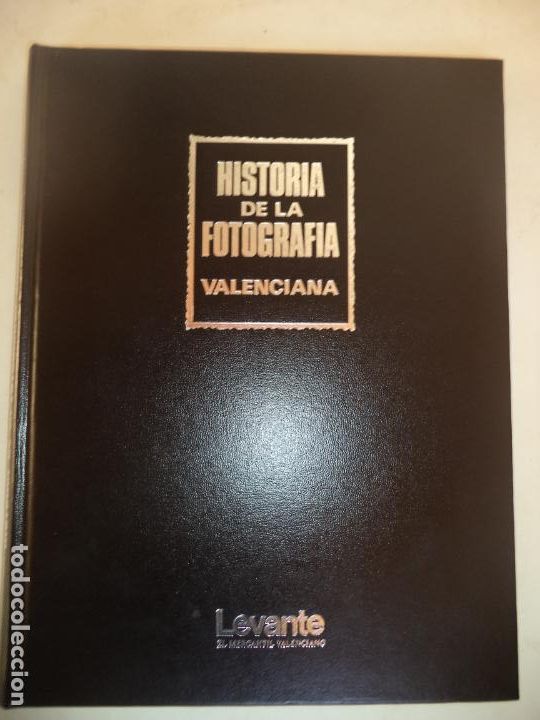 HISTORIA
DE LA
FOTOGRAFIA
VALENCIANA
Levante
EL MERCANTIL VALENCIANO
todocoleccion